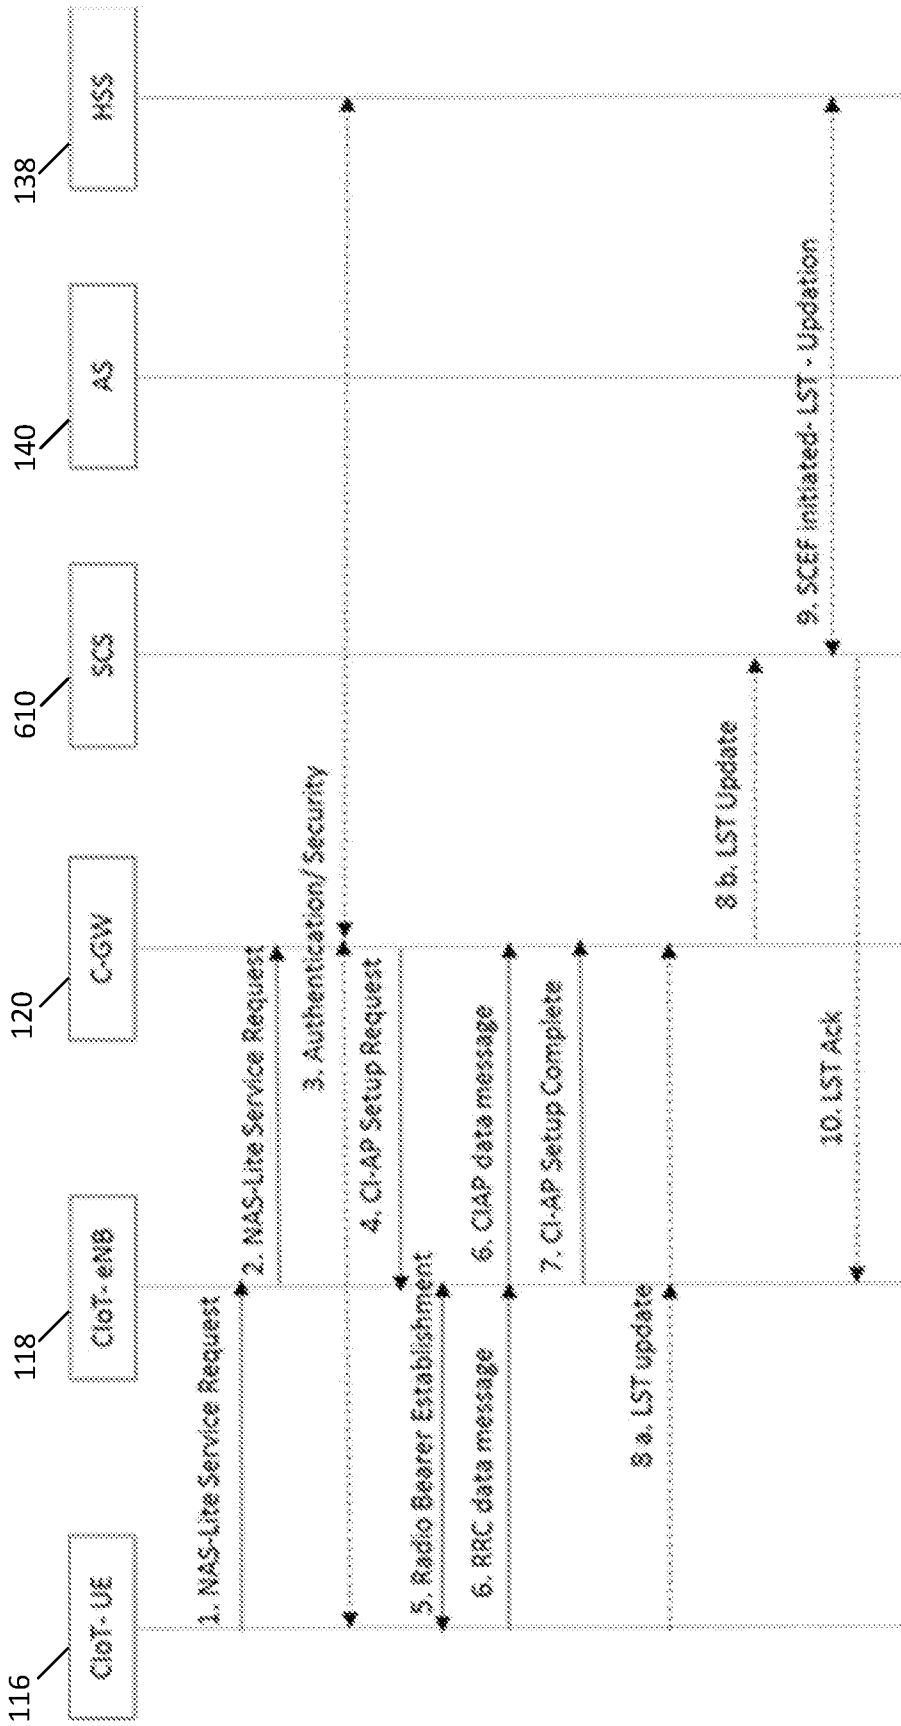 116
CIoT- UE
118
CIoT- eNB
120
C-GW
610
SCS
140
AS
138
HSS
1. NAS-Lite Service Request
2. NAS-Lite Service Request
3. Authentication/ Security
4. CI-AP Setup Request
5. Radio Bearer Establishment
6. RRC data message
6. CIAP data message
7. CI-AP Setup Complete
8 a. LST update
8 b. LST Update
9. SCEF initiated- LST - Updation
10. LST Ack